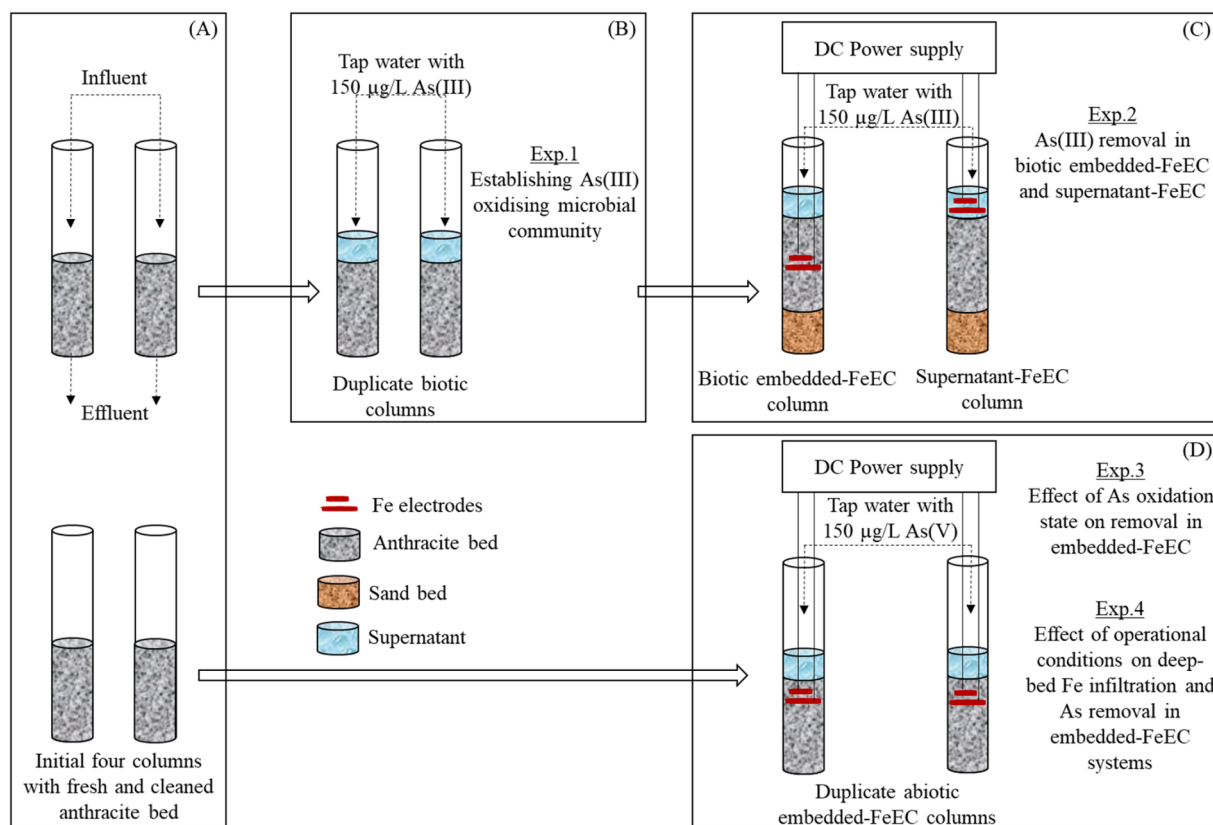 (A)
Influent
Effluent
Initial four columns
with fresh and cleaned
anthracite bed
(B)
Tap water with
150 µg/L As(III)
Exp.1
Establishing As(III)
oxidising microbial
community
Duplicate biotic
columns
(C)
DC Power supply
Tap water with
150 µg/L As(III)
Exp.2
As(III) removal in
biotic embedded-FeEC
and supernatant-FeEC
Biotic embedded-FeEC
column
Supernatant-FeEC
column
Fe electrodes
Anthracite bed
Sand bed
Supernatant
(D)
DC Power supply
Tap water with
150 µg/L As(V)
Exp.3
Effect of As oxidation
state on removal in
embedded-FeEC
Exp.4
Effect of operational
conditions on deep-
bed Fe infiltration and
As removal in
embedded-FeEC
systems
Duplicate abiotic
embedded-FeEC columns